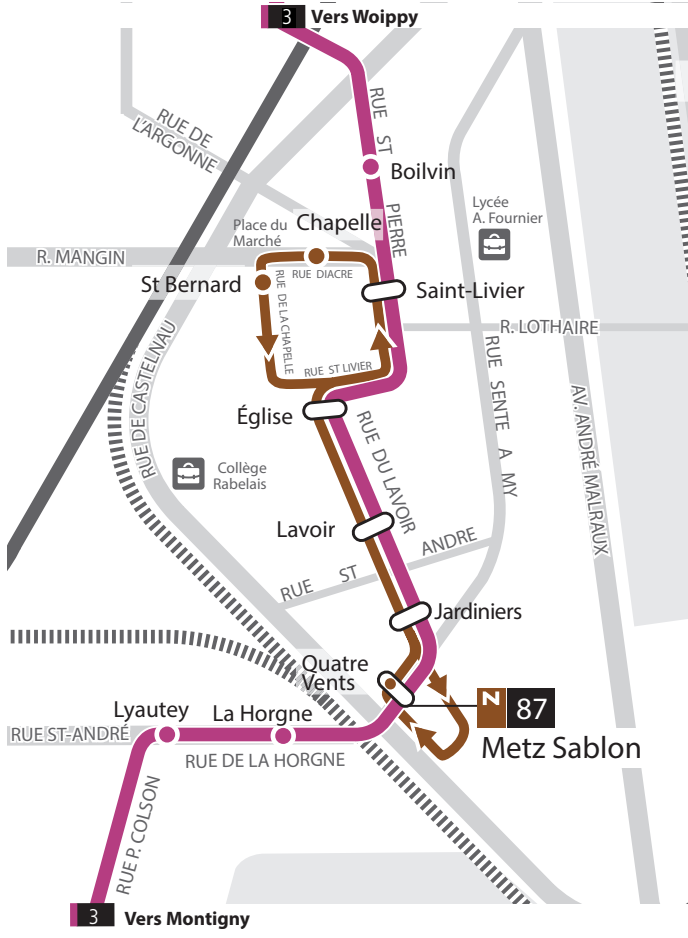 3 Vers Woippy
RUE ST PIERRE
RUE DE
L'ARGONNE
Boilvin
Lycée
A. Fournier
Place du
Marché
Chapelle
R. MANGIN
RUE DIACRE
St Bernard
RUE DE LA CHAPELLE
Saint-Livier
R. LOTHAIRE
RUE ST LIVIER
RUE DE CASTELNAU
RUE SENTE A MY
AV. ANDRÉ MALRAUX
Église
RUE DU LAVOIR
Collège
Rabelais
Lavoir
RUE ST ANDRE
Jardiniers
Quatre
Vents
N 87
Metz Sablon
Lyautey
La Horgne
RUE ST-ANDRÉ
RUE DE LA HORGNE
RUE P. COLSON
3 Vers Montigny